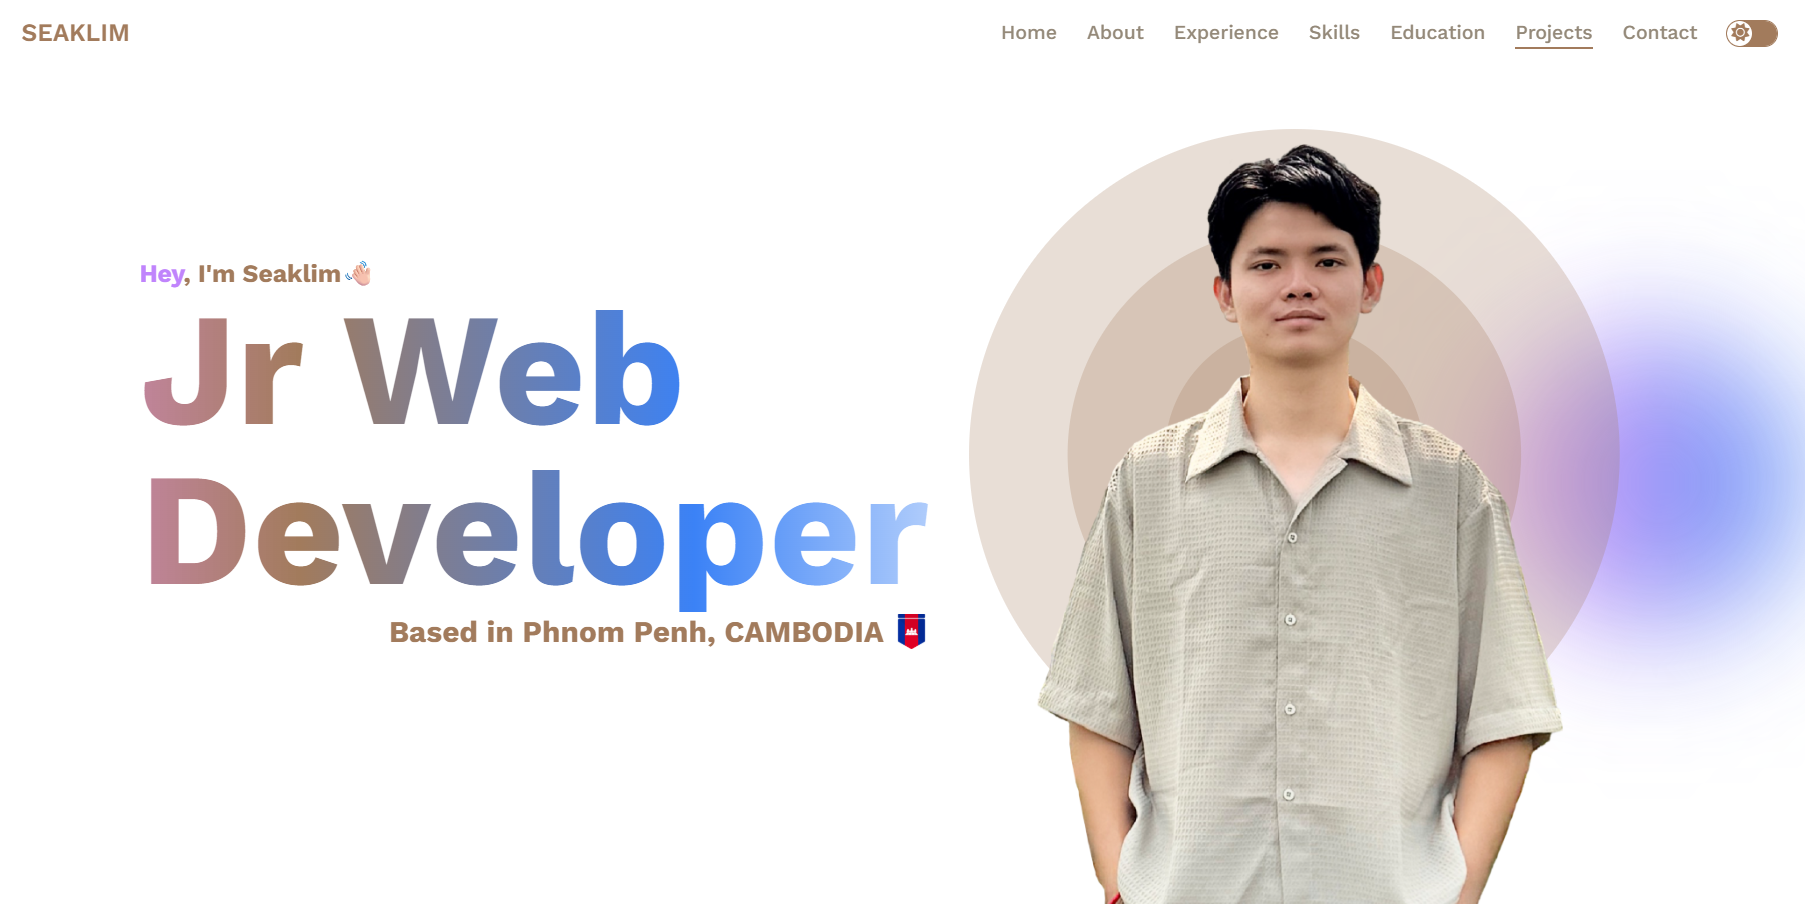 SEAKLIM
Home About Experience Skills Education Projects Contact
Hey, I'm Seaklim
Jr Web
Developer
Based in Phnom Penh, CAMBODIA